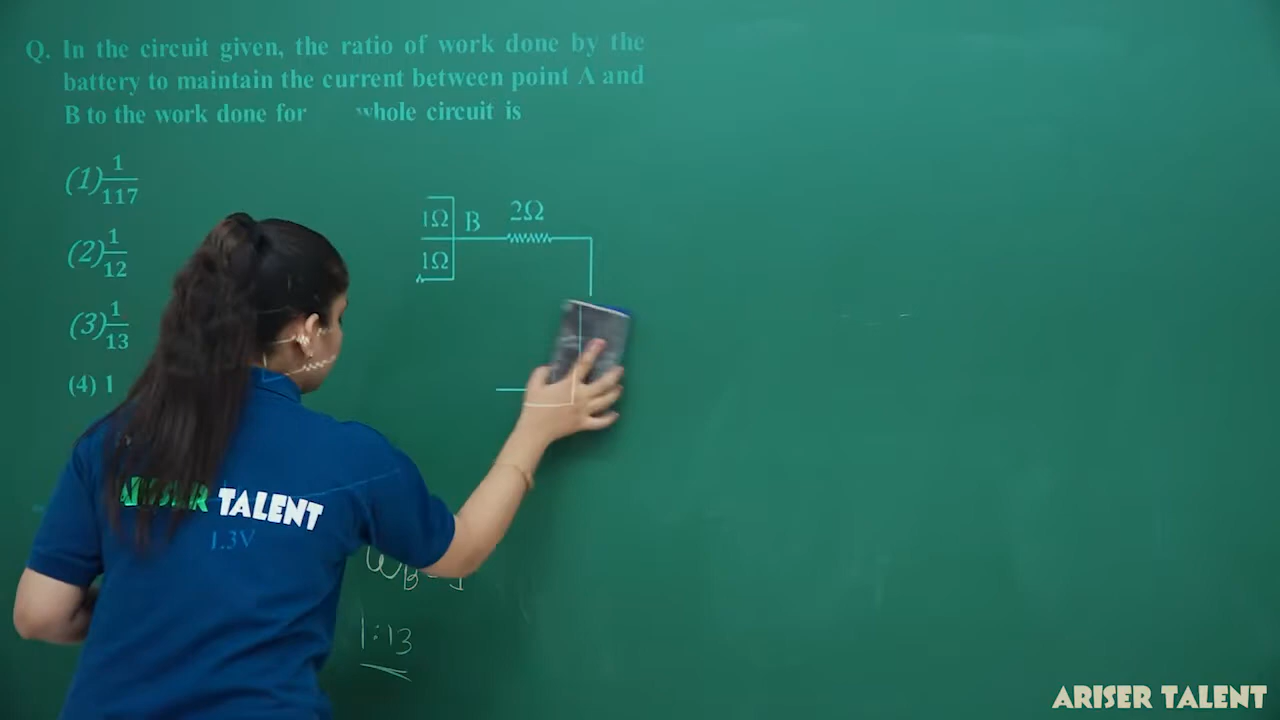 Q. In the circuit given, the ratio of work done by the
battery to maintain the current between point A and
B to the work done for whole circuit is
(1) 1/117
(2) 1/12
(3) 1/13
(4) 1
1Ω B 2Ω
1Ω
ARISER TALENT
1.3V
1:13
ARISER TALENT